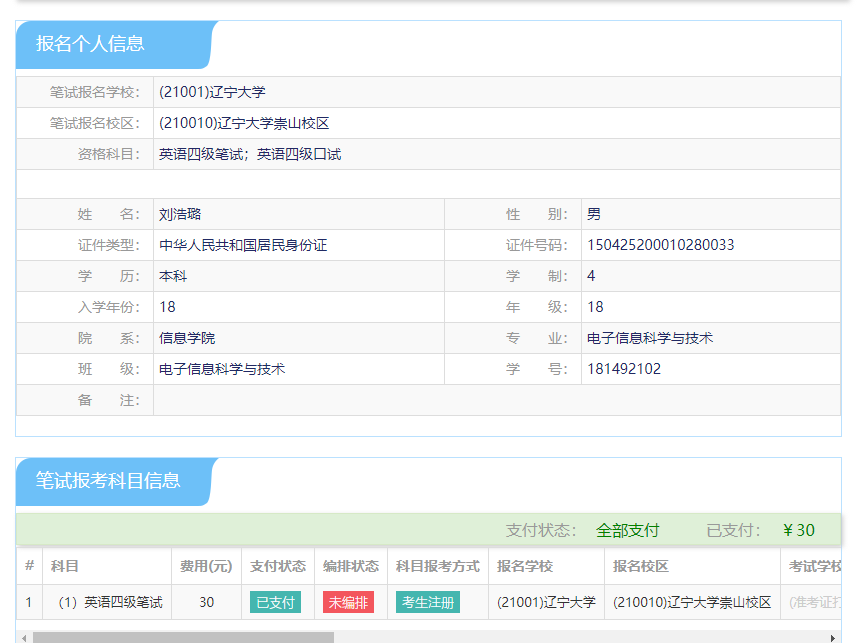 报名个人信息
笔试报名学校： (21001)辽宁大学
笔试报名校区： (210010)辽宁大学崇山校区
资格科目： 英语四级笔试；英语四级口试
姓　　名： 刘浩璐 性　　别： 男
证件类型： 中华人民共和国居民身份证 证件号码： 150425200010280033
学　　历： 本科 学　　制： 4
入学年份： 18 年　　级： 18
院　　系： 信息学院 专　　业： 电子信息科学与技术
班　　级： 电子信息科学与技术 学　　号： 181492102
备　　注：
笔试报考科目信息
支付状态： 全部支付 已支付： ¥ 30
# 科目 费用(元) 支付状态 编排状态 科目报考方式 报名学校 报名校区 考试学校
1 （1）英语四级笔试 30 已支付 未编排 考生注册 (21001)辽宁大学 (210010)辽宁大学崇山校区 (准考证打